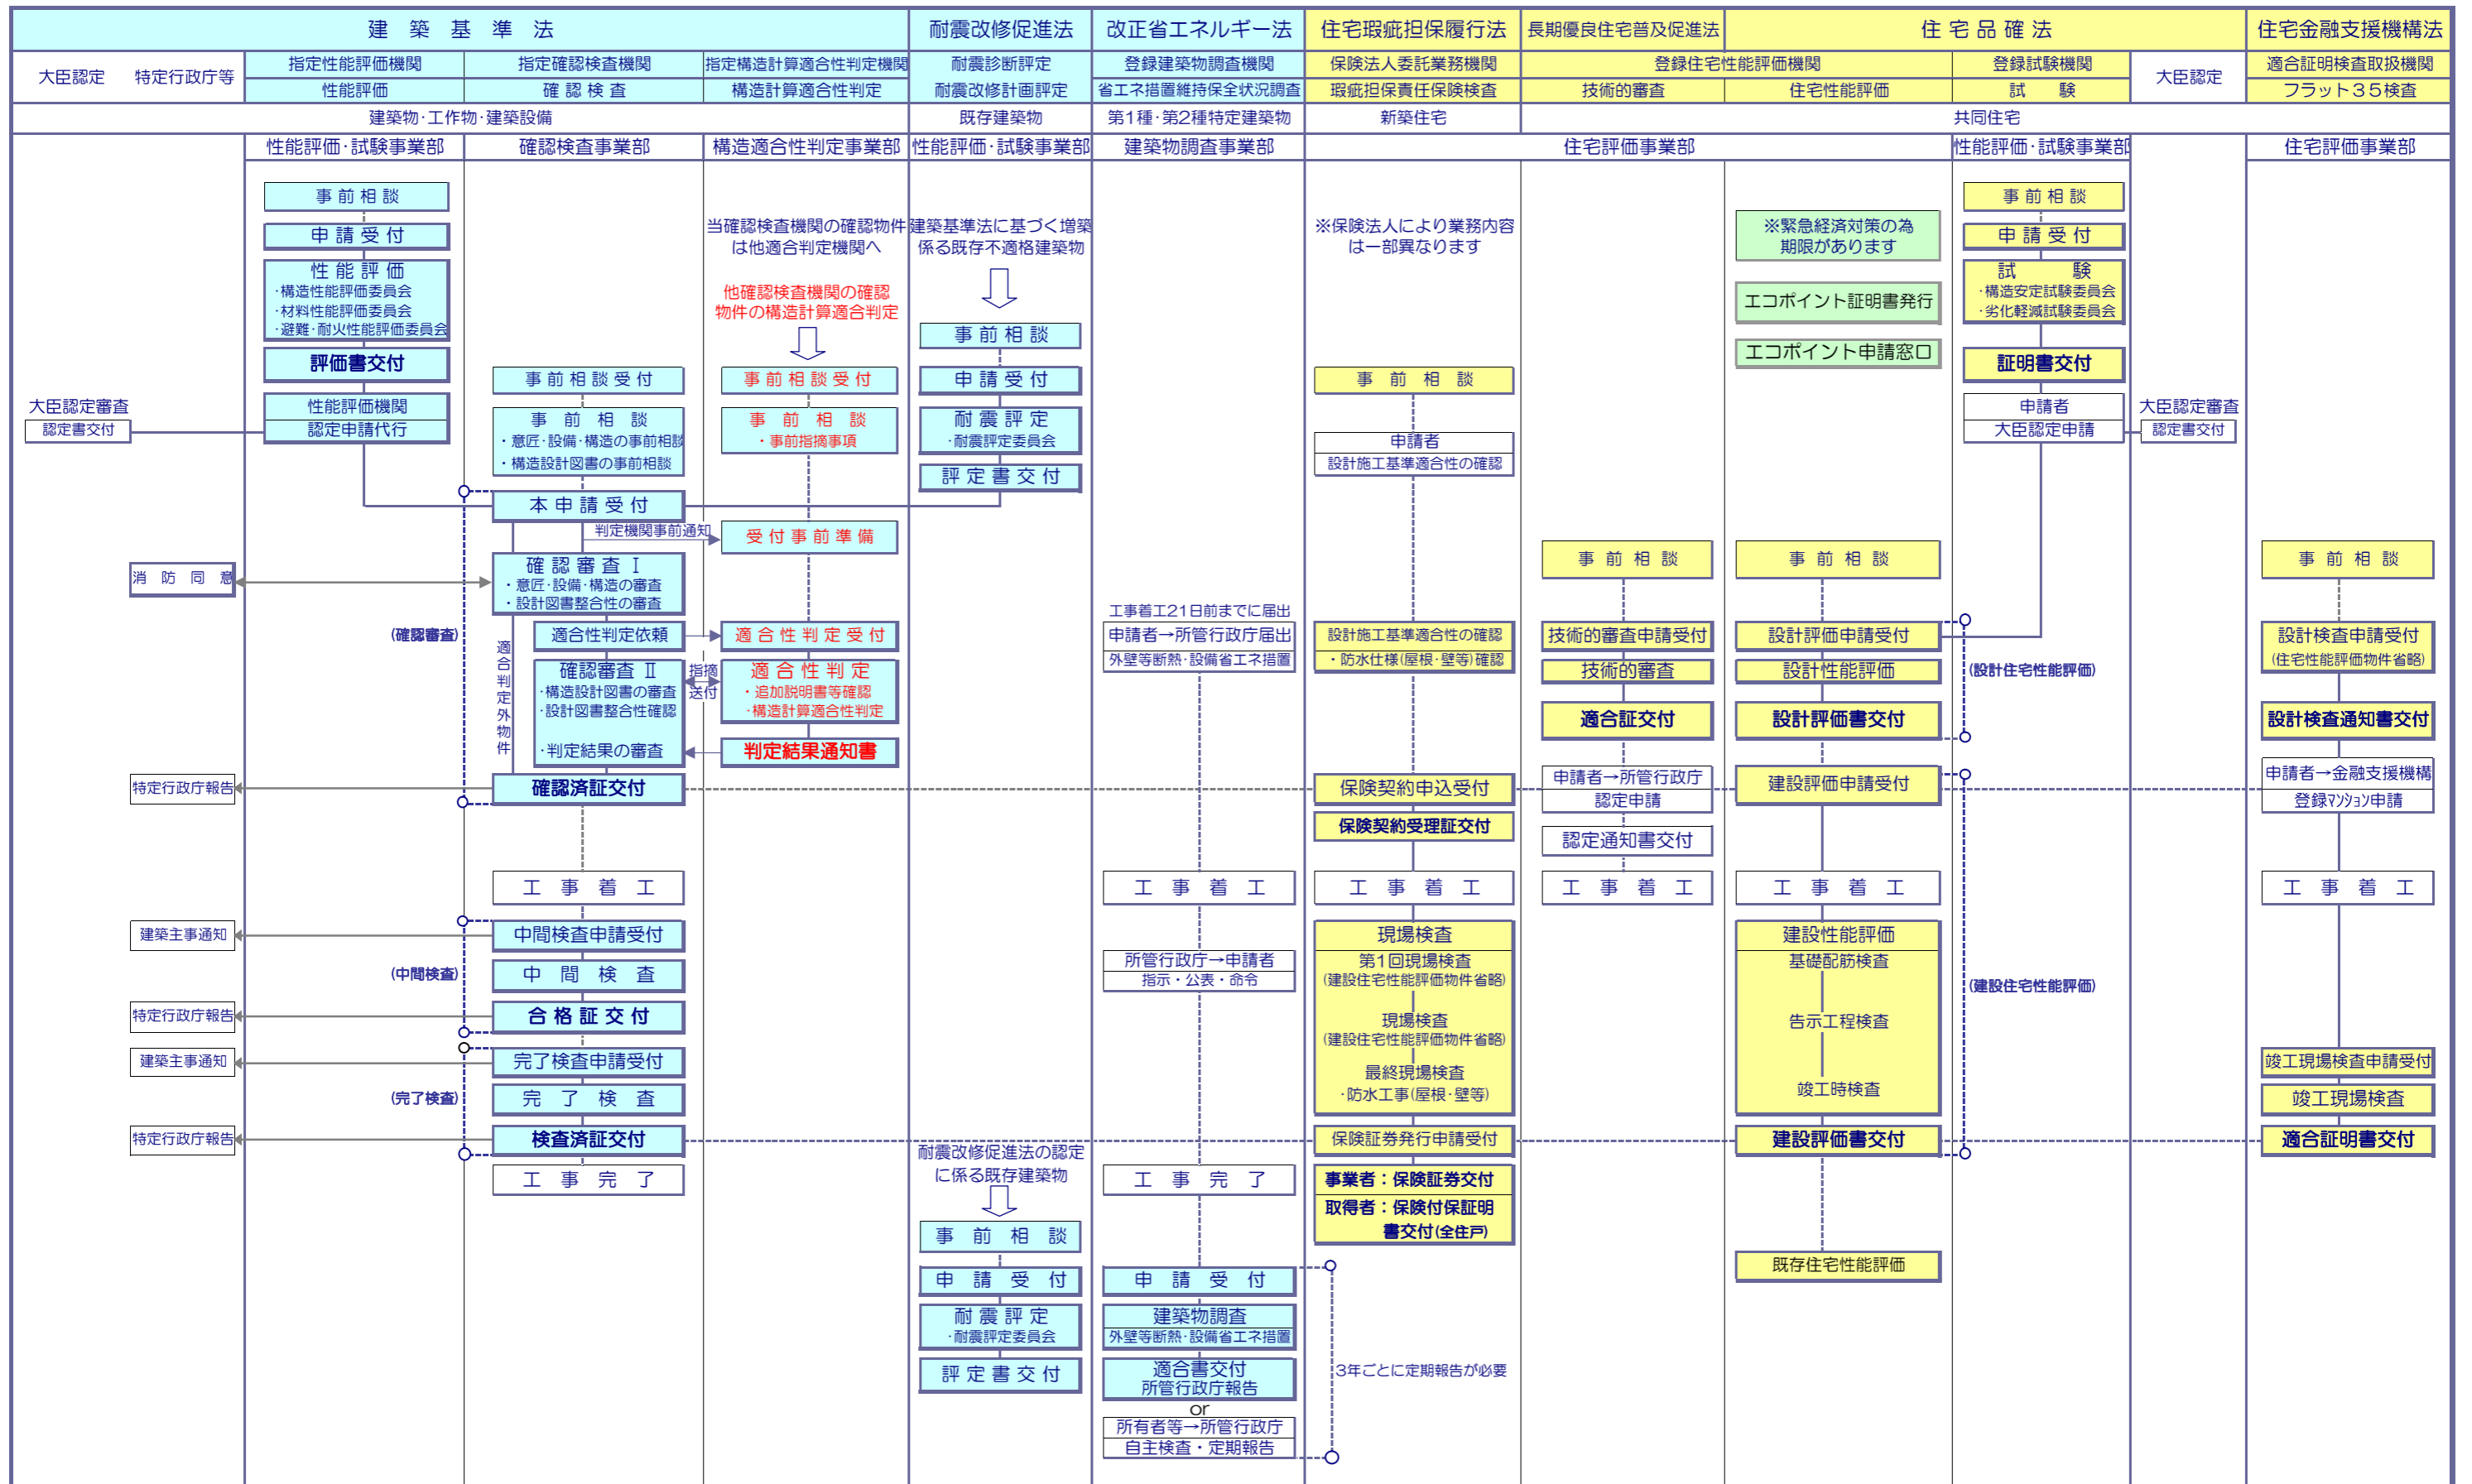 建　築　基　準　法
耐震改修促進法
改正省エネルギー法
住宅瑕疵担保履行法
長期優良住宅普及促進法
住 宅 品 確 法
住宅金融支援機構法
大臣認定
特定行政庁等
指定性能評価機関
性能評価
指定確認検査機関
確 認 検 査
指定構造計算適合性判定機関
構造計算適合性判定
耐震診断評定
耐震改修計画評定
登録建築物調査機関
省エネ措置維持保全状況調査
保険法人委託業務機関
瑕疵担保責任保険検査
登録住宅性能評価機関
技術的審査
住宅性能評価
登録試験機関
試　　験
大臣認定
適合証明検査取扱機関
フラット３５検査
建築物･工作物･建築設備
既存建築物
第1種･第2種特定建築物
新築住宅
共同住宅
性能評価･試験事業部
確認検査事業部
構造適合性判定事業部
性能評価･試験事業部
建築物調査事業部
住宅評価事業部
性能評価･試験事業部
住宅評価事業部
大臣認定審査
認定書交付
消　防　同　意
特定行政庁報告
建築主事通知
特定行政庁報告
建築主事通知
特定行政庁報告
事 前 相 談
申 請 受 付
性 能 評 価
･構造性能評価委員会
･材料性能評価委員会
･避難･耐火性能評価委員会
評価書交付
性能評価機関
認定申請代行
(確認審査)
(中間検査)
(完了検査)
事 前 相 談 受 付
事　前　相　談
・意匠･設備･構造の事前相談
・構造設計図書の事前相談
本 申 請 受 付
判定機関事前通知
確 認 審 査 Ⅰ
・意匠･設備･構造の審査
・設計図書整合性の審査
適合判定外物件
適合性判定依頼
確認審査 Ⅱ
･構造設計図書の審査
･設計図書整合性確認
･判定結果の審査
指摘
送付
確認済証交付
工　事　着　工
中間検査申請受付
中　間　検　査
合 格 証 交 付
完了検査申請受付
完　了　検　査
検査済証交付
工　事　完　了
当確認検査機関の確認物件
は他適合判定機関へ
他確認検査機関の確認
物件の構造計算適合判定
事 前 相 談 受 付
事　前　相　談
・事前指摘事項
受 付 事 前 準 備
適 合 性 判 定 受 付
適 合 性 判 定
・追加説明書等確認
･構造計算適合性判定
判定結果通知書
建築基準法に基づく増築
係る既存不適格建築物
事 前 相 談
申 請 受 付
耐 震 評 定
･耐震評定委員会
評 定 書 交 付
耐震改修促進法の認定
に係る既存建築物
事　前　相　談
申　請　受　付
耐 震 評 定
･耐震評定委員会
評 定 書 交 付
工事着工21日前までに届出
申請者→所管行政庁届出
外壁等断熱･設備省エネ措置
工　事　着　工
所管行政庁→申請者
指示・公表・命令
工　事　完　了
申　請　受　付
建築物調査
外壁等断熱･設備省エネ措置
適合書交付
所管行政庁報告
or
所有者等→所管行政庁
自主検査・定期報告
3年ごとに定期報告が必要
※保険法人により業務内容
は一部異なります
事　前　相　談
申請者
設計施工基準適合性の確認
設計施工基準適合性の確認
・防水仕様(屋根･壁等)確認
保険契約申込受付
保険契約受理証交付
工　事　着　工
現場検査
第1回現場検査
(建設住宅性能評価物件省略)
現場検査
(建設住宅性能評価物件省略)
最終現場検査
･防水工事(屋根･壁等)
保険証券発行申請受付
事業者：保険証券交付
取得者：保険付保証明
書交付(全住戸)
事 前 相 談
技術的審査申請受付
技術的審査
適合証交付
申請者→所管行政庁
認定申請
認定通知書交付
工　事　着　工
※緊急経済対策の為
期限があります
エコポイント証明書発行
エコポイント申請窓口
事 前 相 談
設計評価申請受付
設計性能評価
設計評価書交付
建設評価申請受付
工　事　着　工
建設性能評価
基礎配筋検査
告示工程検査
竣工時検査
建設評価書交付
既存住宅性能評価
事 前 相 談
申 請 受 付
試　　　験
･構造安定試験委員会
･劣化軽減試験委員会
証明書交付
申請者
大臣認定申請
(設計住宅性能評価)
(建設住宅性能評価)
大臣認定審査
認定書交付
事 前 相 談
設計検査申請受付
(住宅性能評価物件省略)
設計検査通知書交付
申請者→金融支援機構
登録ﾏﾝｼｮﾝ申請
工　事　着　工
竣工現場検査申請受付
竣工現場検査
適合証明書交付